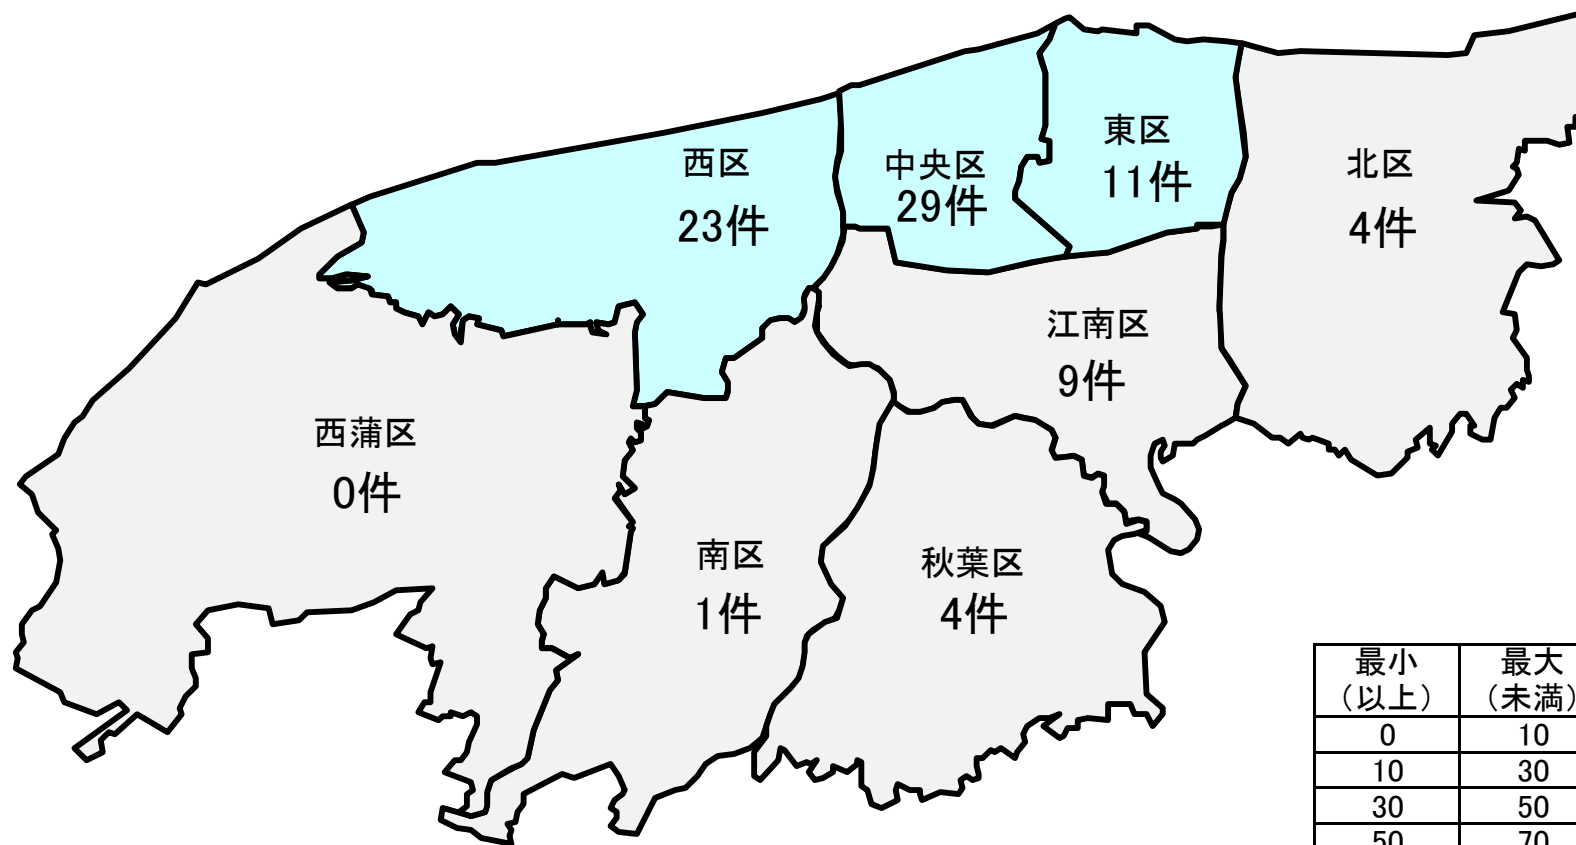 西区
23件
中央区
29件
東区
11件
北区
4件
江南区
9件
西蒲区
0件
南区
1件
秋葉区
4件
最小 最大
（以上） （未満）
0 10
10 30
30 50
50 70